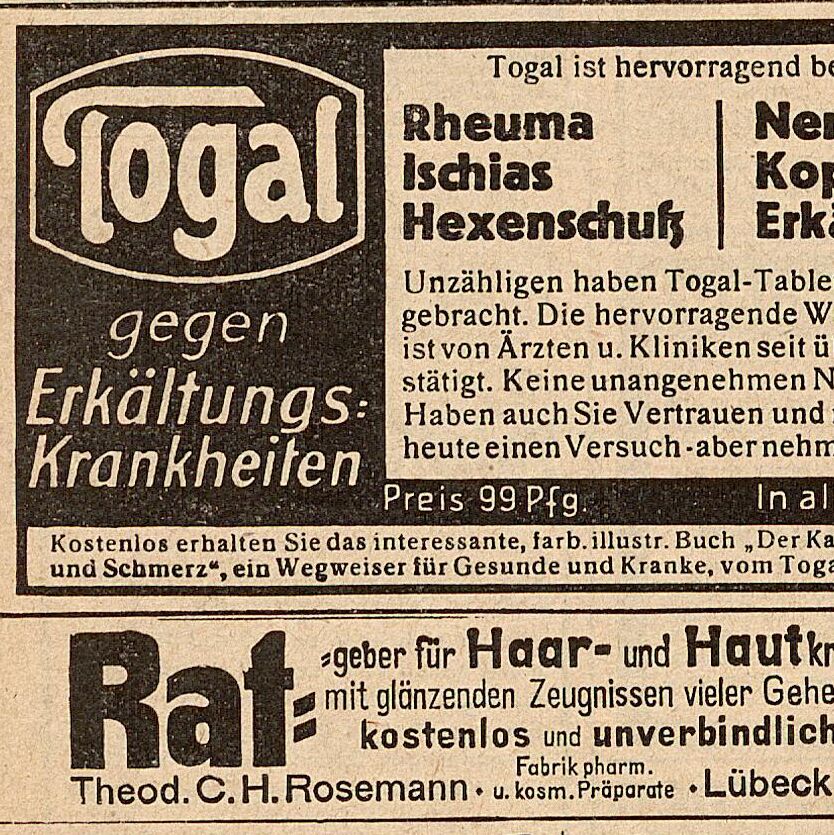 Togal
gegen
Erkältungs=
Krankheiten
Togal ist hervorragend be
Rheuma
Ischias
Hexenschuß
Ner
Kop
Erkä
Unzähligen haben Togal-Table
gebracht. Die hervorragende W
ist von Ärzten u. Kliniken seit ü
stätigt. Keine unangenehmen N
Haben auch Sie Vertrauen und
heute einen Versuch - aber nehm
Preis 99 Pfg.
In al
Kostenlos erhalten Sie das interessante, farb. illustr. Buch „Der Ka
und Schmerz“, ein Wegweiser für Gesunde und Kranke, vom Toga
Rat=
=geber für Haar- und Hautkr
mit glänzenden Zeugnissen vieler Gehe
kostenlos und unverbindlich
Theod. C. H. Rosemann · Fabrik pharm. u. kosm. Präparate · Lübeck